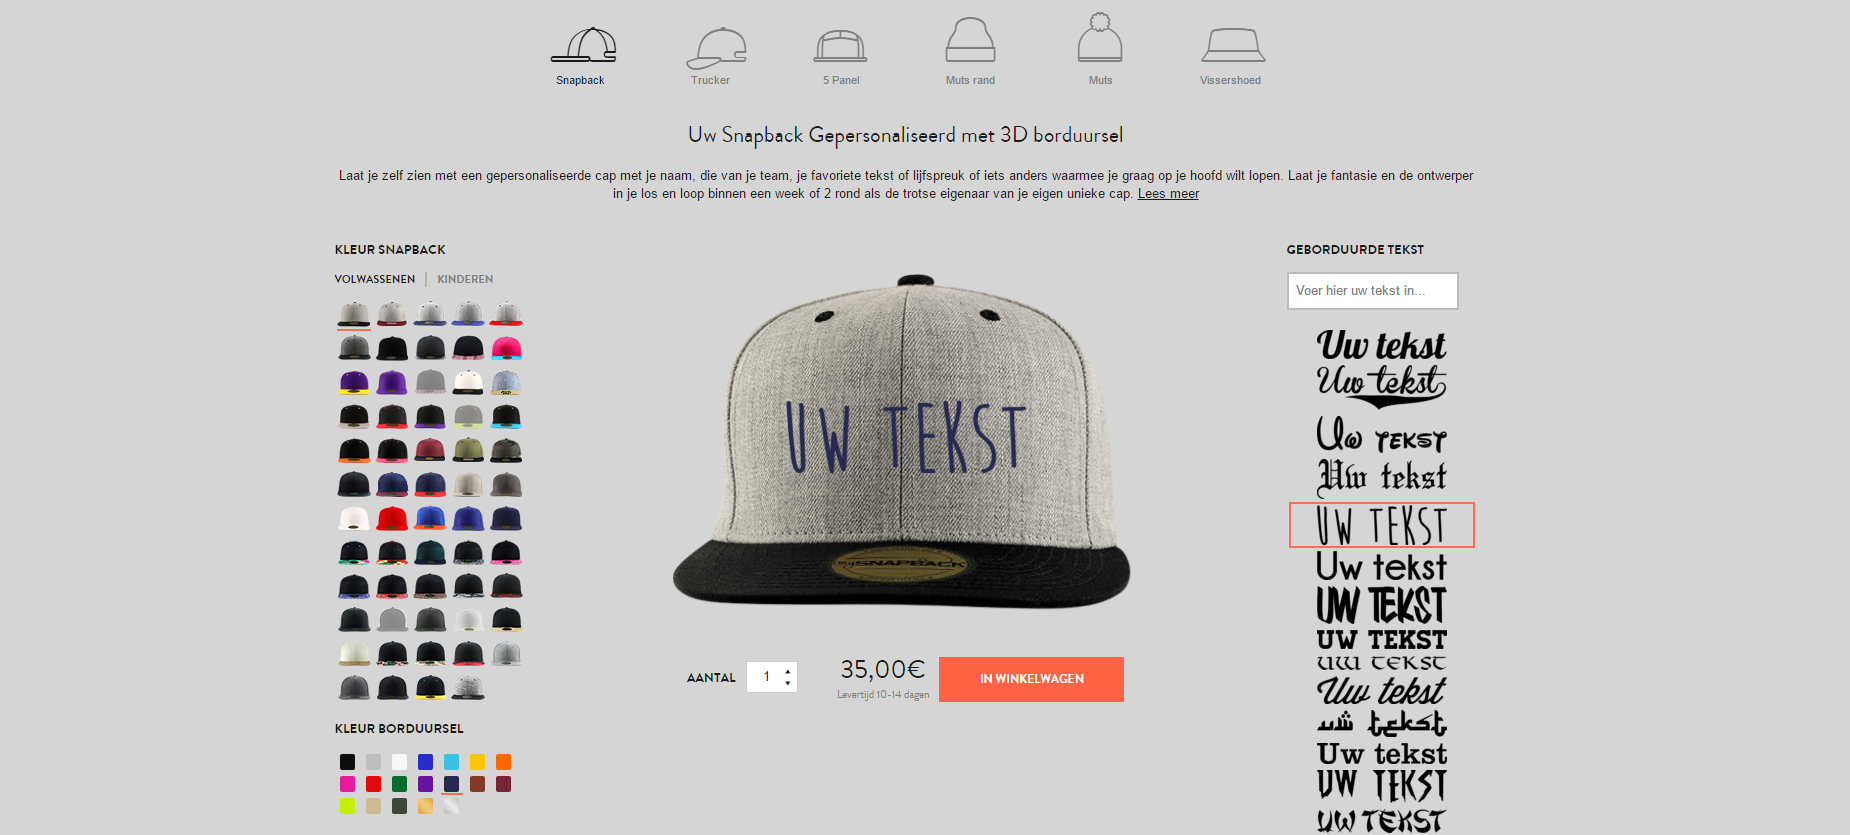 Snapback
Trucker
5 Panel
Muts rand
Muts
Vissershoed
Uw Snapback Gepersonaliseerd met 3D borduursel
Laat je zelf zien met een gepersonaliseerde cap met je naam, die van je team, je favoriete tekst of lijfspreuk of iets anders waarmee je graag op je hoofd wilt lopen. Laat je fantasie en de ontwerper
in je los en loop binnen een week of 2 rond als de trotse eigenaar van je eigen unieke cap. Lees meer
KLEUR SNAPBACK
VOLWASSENEN | KINDEREN
UW TEKST
SNAPBACK
AANTAL
1
35,00€
Levertijd 10-14 dagen
IN WINKELWAGEN
KLEUR BORDUURSEL
GEBORDUURDE TEKST
Voer hier uw tekst in...
Uw tekst
Uw tekst
Uw TEKST
Uw tekst
UW TEKST
Uw tekst
UW TEKST
UW TEKST
UW TEKST
Uw tekst
uw tekst
Uw tekst
UW TEKST
UW TEKST